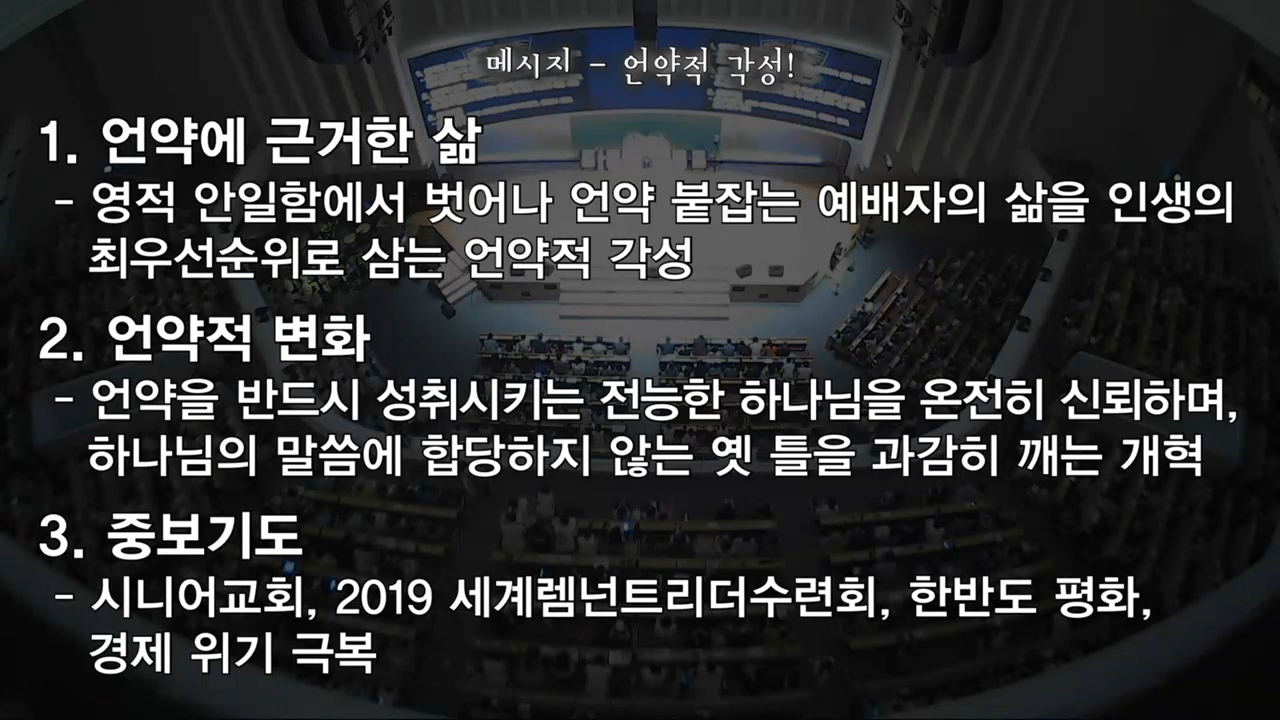 메시지 - 언약적 각성!
1. 언약에 근거한 삶
- 영적 안일함에서 벗어나 언약 붙잡는 예배자의 삶을 인생의
최우선순위로 삼는 언약적 각성
2. 언약적 변화
- 언약을 반드시 성취시키는 전능한 하나님을 온전히 신뢰하며,
하나님의 말씀에 합당하지 않는 옛 틀을 과감히 깨는 개혁
3. 중보기도
- 시니어교회, 2019 세계렘넌트리더수련회, 한반도 평화,
경제 위기 극복